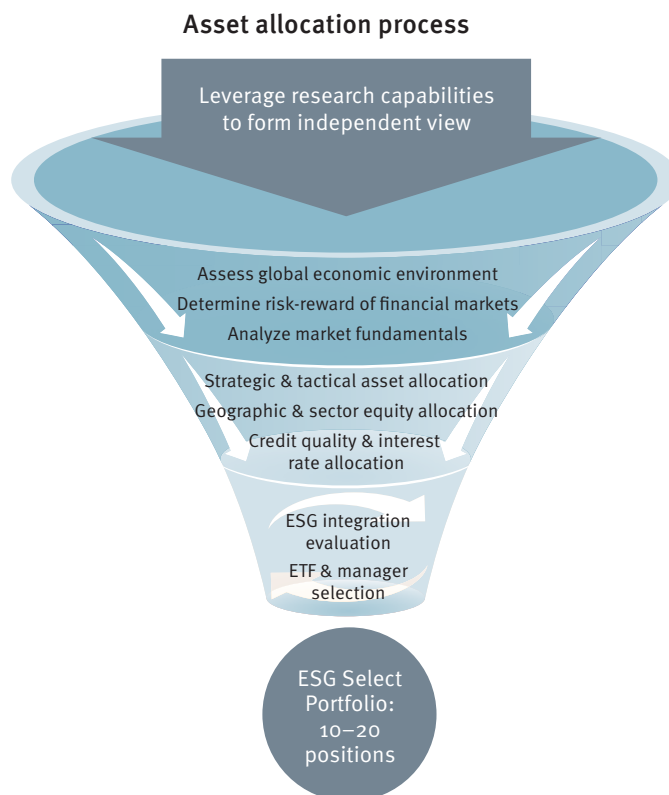 Asset allocation process
Leverage research capabilities
to form independent view
Assess global economic environment
Determine risk-reward of financial markets
Analyze market fundamentals
Strategic & tactical asset allocation
Geographic & sector equity allocation
Credit quality & interest
rate allocation
ESG integration
evaluation
ETF & manager
selection
ESG Select
Portfolio:
10–20
positions